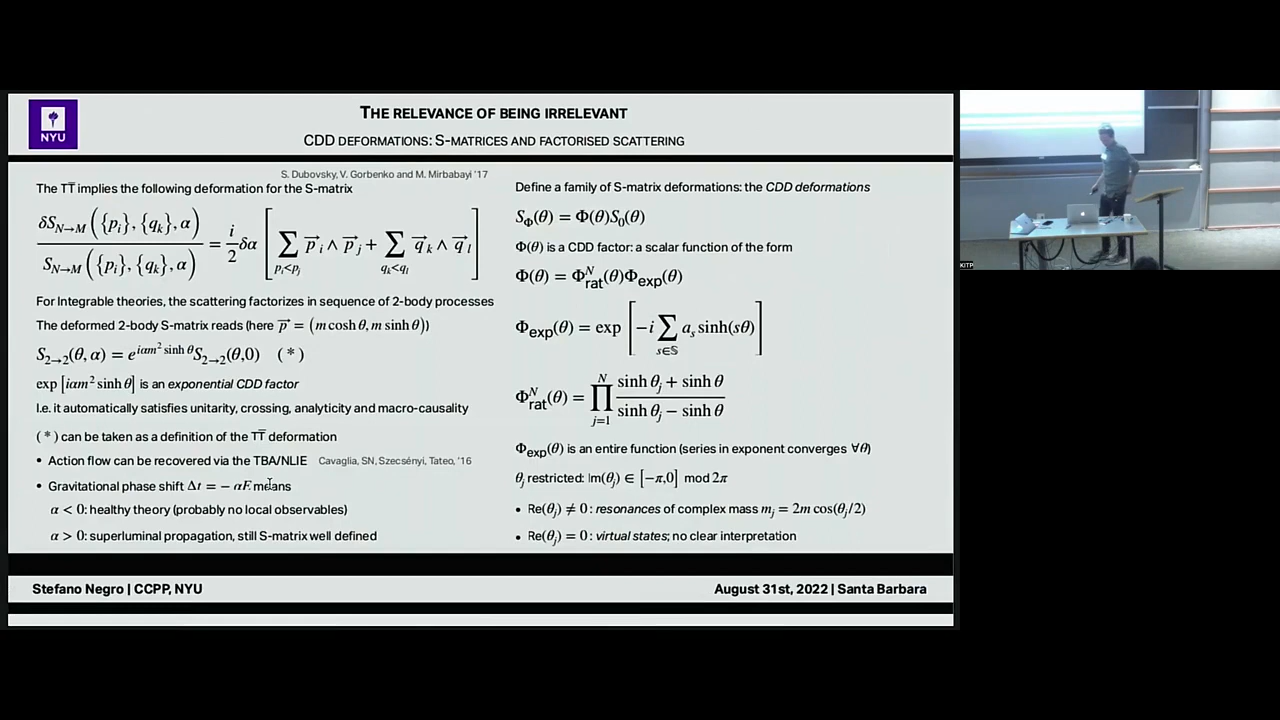 NYU
THE RELEVANCE OF BEING IRRELEVANT
CDD DEFORMATIONS: S-MATRICES AND FACTORISED SCATTERING
S. Dubovsky, V. Gorbenko and M. Mirbabayi '17
The TT̅ implies the following deformation for the S-matrix
δS_{N→M}({p_i}, {q_k}, α) / S_{N→M}({p_i}, {q_k}, α) = i/2 δα [ ∑_{p_i<p_j} p⃗_i ∧ p⃗_j + ∑_{q_k<q_l} q⃗_k ∧ q⃗_l ]
For Integrable theories, the scattering factorizes in sequence of 2-body processes
The deformed 2-body S-matrix reads (here p⃗ = (m cosh θ, m sinh θ))
S_{2→2}(θ, α) = e^{iαm² sinh θ} S_{2→2}(θ,0) (*)
exp [iαm² sinh θ] is an exponential CDD factor
I.e. it automatically satisfies unitarity, crossing, analyticity and macro-causality
(*) can be taken as a definition of the TT̅ deformation
• Action flow can be recovered via the TBA/NLIE Cavaglia, SN, Szecsényi, Tateo, '16
• Gravitational phase shift Δt = − αE means
α < 0: healthy theory (probably no local observables)
α > 0: superluminal propagation, still S-matrix well defined
Define a family of S-matrix deformations: the CDD deformations
S_Φ(θ) = Φ(θ)S_0(θ)
Φ(θ) is a CDD factor: a scalar function of the form
Φ(θ) = Φ^N_rat(θ)Φ_exp(θ)
Φ_exp(θ) = exp [ −i ∑_{s∈𝕊} a_s sinh(sθ) ]
Φ^N_rat(θ) = ∏_{j=1}^{N} (sinh θ_j + sinh θ) / (sinh θ_j − sinh θ)
Φ_exp(θ) is an entire function (series in exponent converges ∀θ)
θ_j restricted: Im(θ_j) ∈ [−π,0] mod 2π
• Re(θ_j) ≠ 0 : resonances of complex mass m_j = 2m cos(θ_j/2)
• Re(θ_j) = 0 : virtual states; no clear interpretation
Stefano Negro | CCPP, NYU
August 31st, 2022 | Santa Barbara
KITP